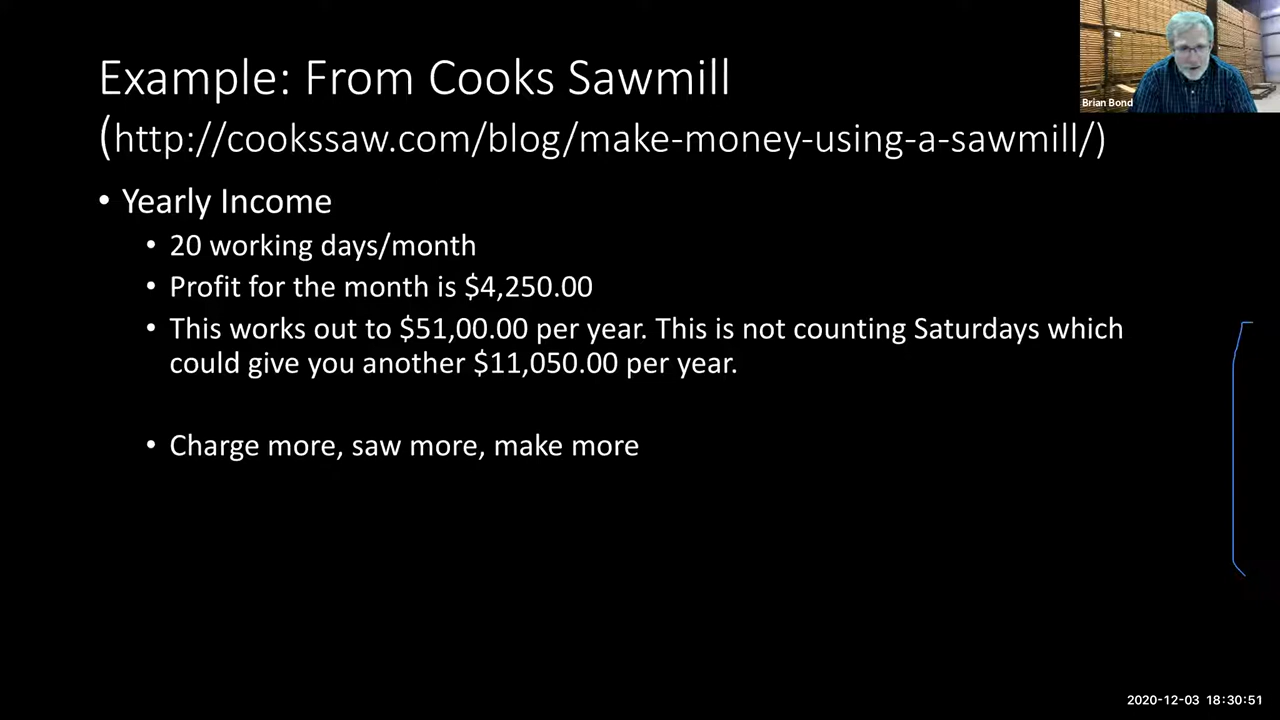 Example: From Cooks Sawmill
(http://cookssaw.com/blog/make-money-using-a-sawmill/)
Brian Bond
• Yearly Income
• 20 working days/month
• Profit for the month is $4,250.00
• This works out to $51,00.00 per year. This is not counting Saturdays which
could give you another $11,050.00 per year.
• Charge more, saw more, make more
2020-12-03 18:30:51